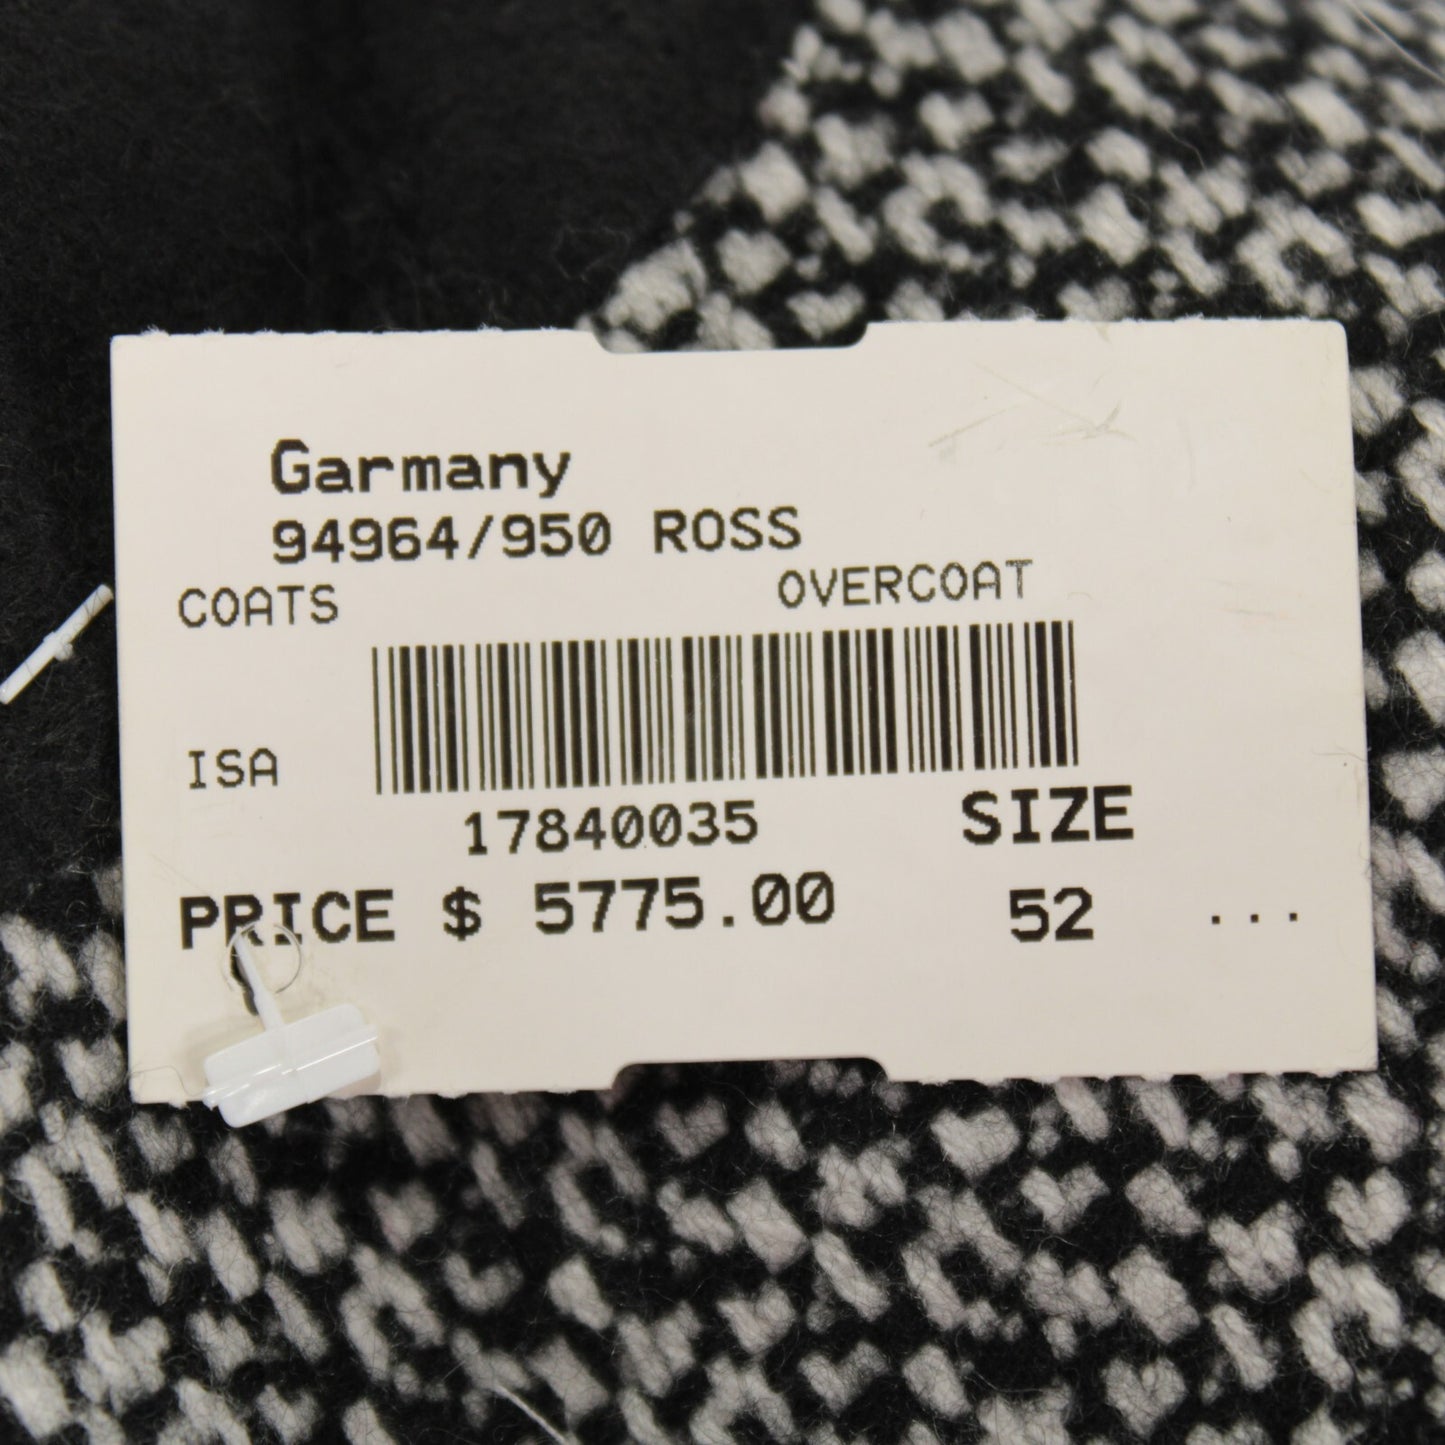 Garmany
94964/950 ROSS
COATS OVERCOAT
ISA
17840035 SIZE
PRICE $ 5775.00 52 ...